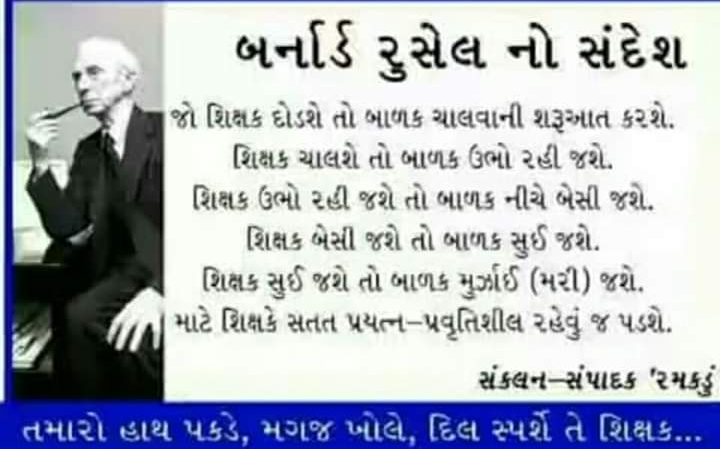 બર્નાર્ડ રુસેલ નો સંદેશ
જો શિક્ષક દોડશે તો બાળક ચાલવાની શરૂઆત કરશે.
શિક્ષક ચાલશે તો બાળક ઉભો રહી જશે.
શિક્ષક ઉભો રહી જશે તો બાળક નીચે બેસી જશે.
શિક્ષક બેસી જશે તો બાળક સુઈ જશે.
શિક્ષક સુઈ જશે તો બાળક મુર્ઝાઈ (મરી) જશે.
માટે શિક્ષકે સતત પ્રયત્ન–પ્રવૃતિશીલ રહેવું જ પડશે.
સંકલન–સંપાદક 'રમકડું
તમારો હાથ પકડે, મગજ ખોલે, દિલ સ્પર્શે તે શિક્ષક...